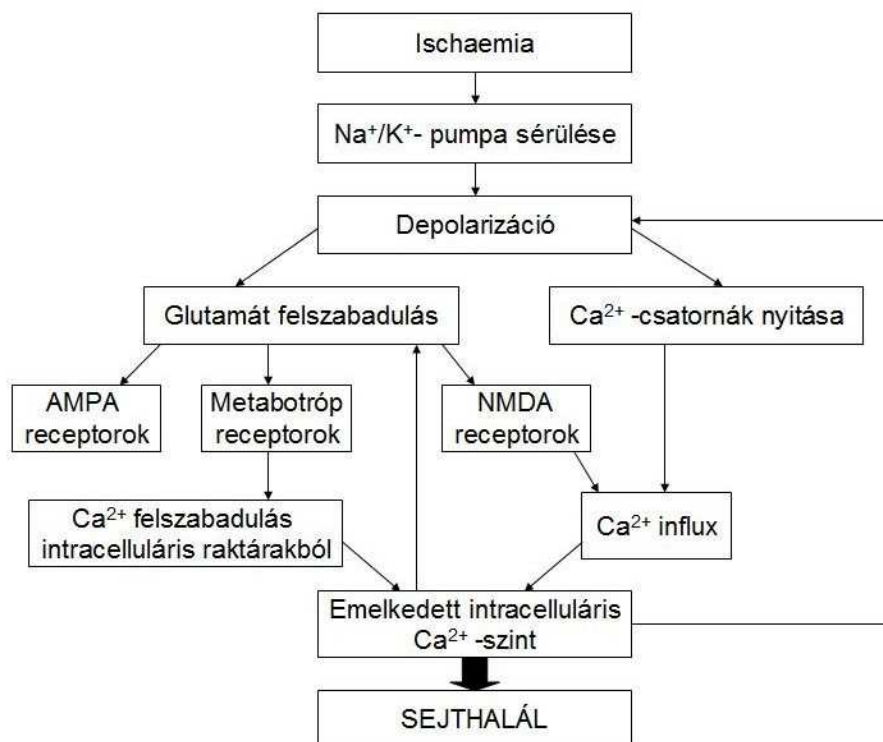 Ischaemia
Na⁺/K⁺- pumpa sérülése
Depolarizáció
Glutamát felszabadulás
Ca²⁺ -csatornák nyitása
AMPA
receptorok
Metabotróp
receptorok
NMDA
receptorok
Ca²⁺ felszabadulás
intracelluláris raktárakból
Ca²⁺ influx
Emelkedett intracelluláris
Ca²⁺ -szint
SEJTHALÁL